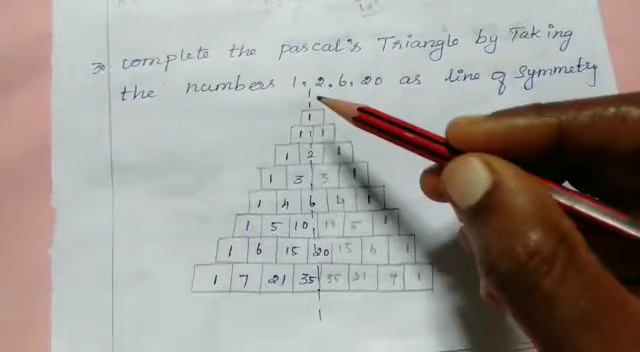 3. complete the pascal's Triangle by Taking
the numbers 1, 2, 6, 20 as line of symmetry
1
1 1
1 2 1
1 3 3 1
1 4 6 4 1
1 5 10 10 5 1
1 6 15 20 15 6 1
1 7 21 35 35 21 7 1